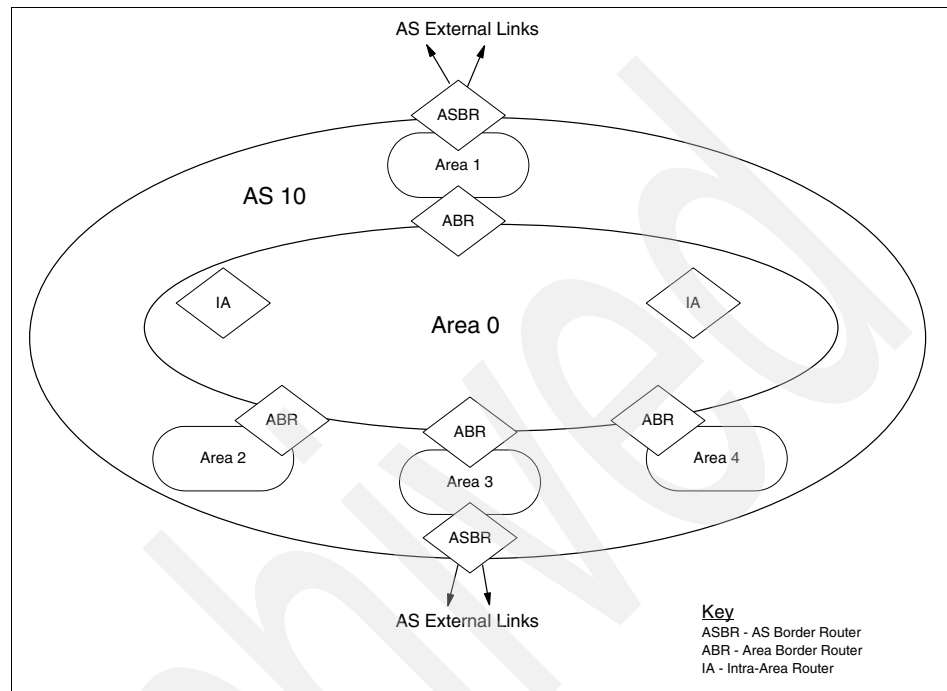 AS External Links
ASBR
Area 1
AS 10
ABR
IA
IA
Area 0
ABR
ABR
ABR
Area 2
Area 3
Area 4
ASBR
AS External Links
Key
ASBR - AS Border Router
ABR - Area Border Router
IA - Intra-Area Router
hived